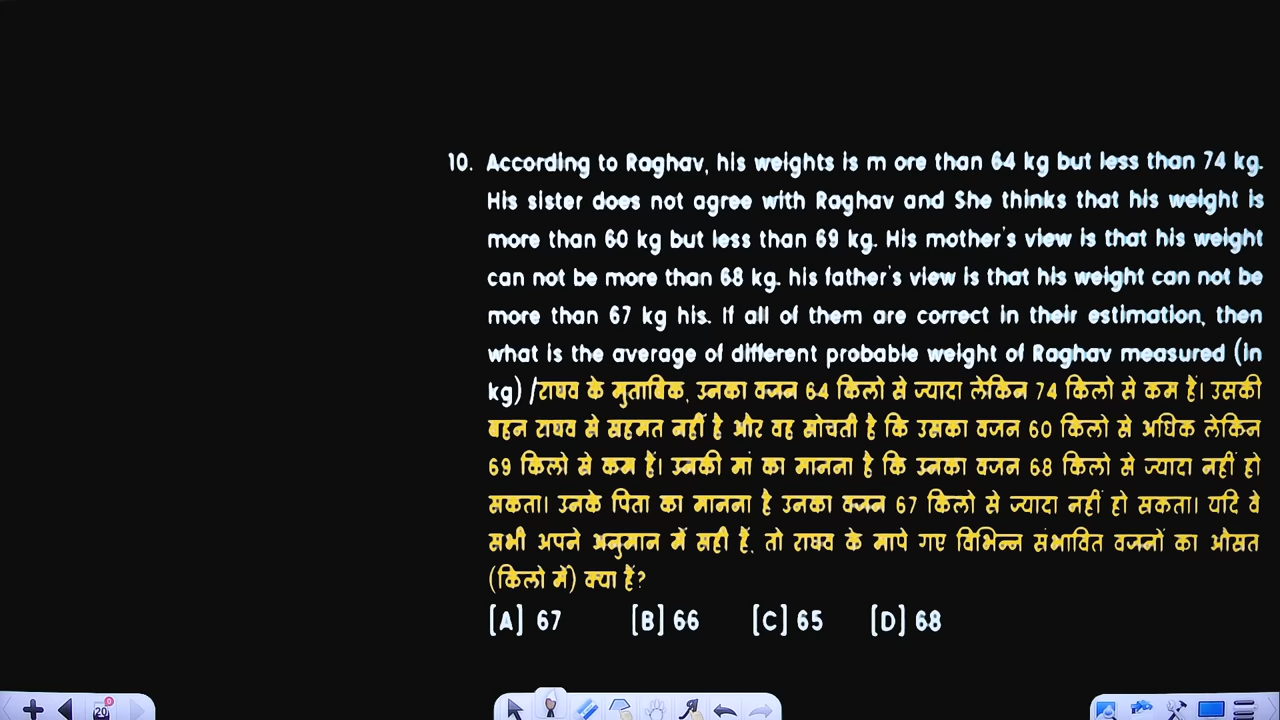 10. According to Raghav, his weights is m ore than 64 kg but less than 74 kg.
His sister does not agree with Raghav and She thinks that his weight is
more than 60 kg but less than 69 kg. His mother's view is that his weight
can not be more than 68 kg. his father's view is that his weight can not be
more than 67 kg his. If all of them are correct in their estimation, then
what is the average of different probable weight of Raghav measured (in
kg) /राघव के मुताबिक, उनका वजन 64 किलो से ज्यादा लेकिन 74 किलो से कम है। उसकी
बहन राघव से सहमत नहीं है और वह सोचती है कि उसका वजन 60 किलो से अधिक लेकिन
69 किलो से कम है। उनकी मां का मानना है कि उनका वजन 68 किलो से ज्यादा नहीं हो
सकता। उनके पिता का मानना है उनका वजन 67 किलो से ज्यादा नहीं हो सकता। यदि वे
सभी अपने अनुमान में सही हैं, तो राघव के मापे गए विभिन्न संभावित वजनों का औसत
(किलो में) क्या है?
[A] 67 [B] 66 [C] 65 [D] 68
20 0